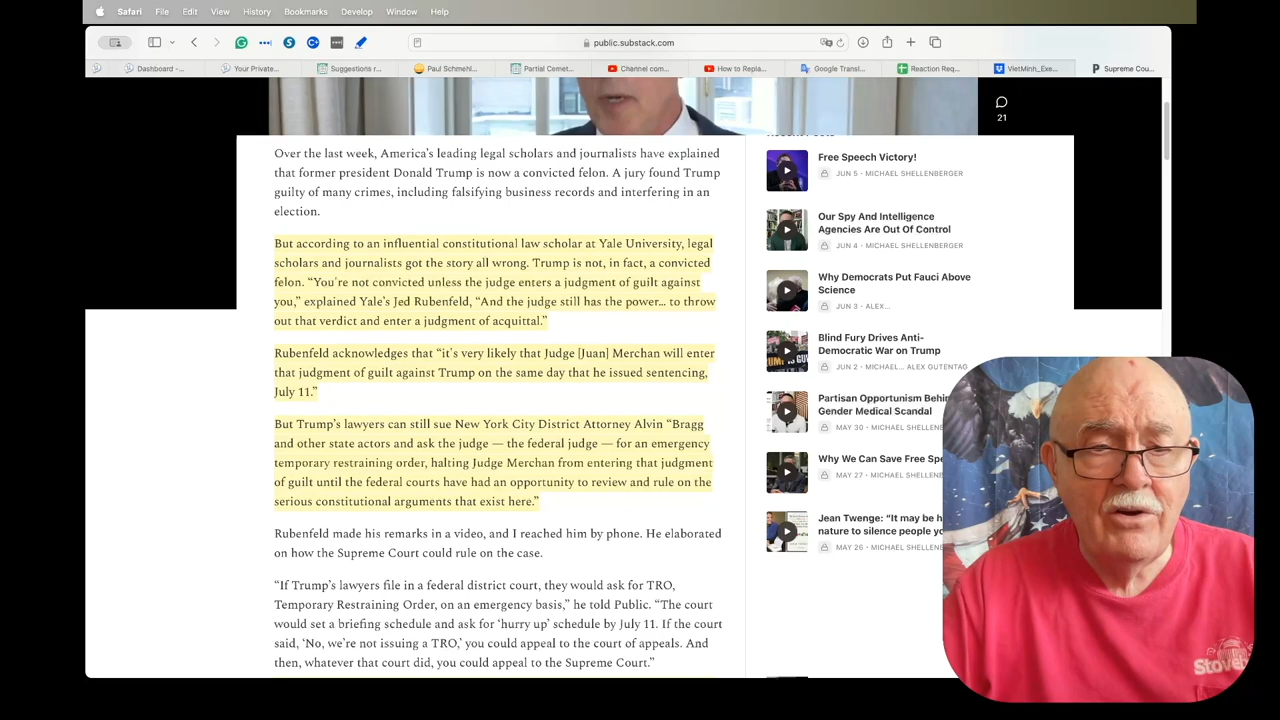 Safari File Edit View History Bookmarks Develop Window Help
public.substack.com
Dashboard -...
Your Private...
Suggestions r...
Paul Schmehl...
Partial Cemet...
Channel com...
How to Repla...
Google Transl...
Reaction Req...
VietMinh_Exe...
Supreme Cou...
21
Over the last week, America's leading legal scholars and journalists have explained
that former president Donald Trump is now a convicted felon. A jury found Trump
guilty of many crimes, including falsifying business records and interfering in an
election.
But according to an influential constitutional law scholar at Yale University, legal
scholars and journalists got the story all wrong. Trump is not, in fact, a convicted
felon. “You're not convicted unless the judge enters a judgment of guilt against
you,” explained Yale's Jed Rubenfeld, “And the judge still has the power... to throw
out that verdict and enter a judgment of acquittal.”
Rubenfeld acknowledges that “it's very likely that Judge [Juan] Merchan will enter
that judgment of guilt against Trump on the same day that he issued sentencing,
July 11.”
But Trump's lawyers can still sue New York City District Attorney Alvin “Bragg
and other state actors and ask the judge — the federal judge — for an emergency
temporary restraining order, halting Judge Merchan from entering that judgment
of guilt until the federal courts have had an opportunity to review and rule on the
serious constitutional arguments that exist here.”
Rubenfeld made his remarks in a video, and I reached him by phone. He elaborated
on how the Supreme Court could rule on the case.
“If Trump's lawyers file in a federal district court, they would ask for TRO,
Temporary Restraining Order, on an emergency basis,” he told Public. “The court
would set a briefing schedule and ask for ‘hurry up’ schedule by July 11. If the court
said, ‘No, we're not issuing a TRO,’ you could appeal to the court of appeals. And
then, whatever that court did, you could appeal to the Supreme Court.”
Free Speech Victory!
JUN 5 • MICHAEL SHELLENBERGER
Our Spy And Intelligence
Agencies Are Out Of Control
JUN 4 • MICHAEL SHELLENBERGER
Why Democrats Put Fauci Above
Science
JUN 3 • ALEX...
Blind Fury Drives Anti-
Democratic War on Trump
JUN 2 • MICHAEL... ALEX GUTENTAG
Partisan Opportunism Behi
Gender Medical Scandal
MAY 30 • MICHAEL SHELLENB
Why We Can Save Free Spe
MAY 27 • MICHAEL SHELLENB
Jean Twenge: “It may be h
nature to silence people yo
MAY 26 • MICHAEL SHELLENB